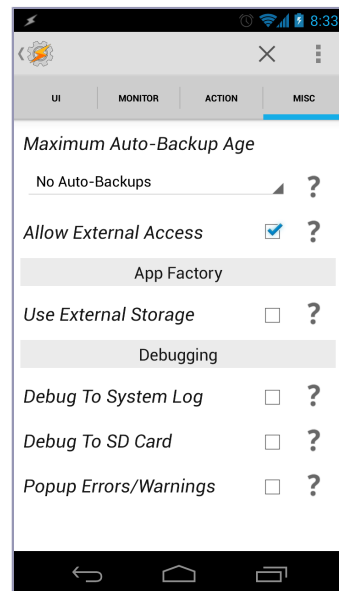 8:33
UI MONITOR ACTION MISC
Maximum Auto-Backup Age
No Auto-Backups ?
Allow External Access ?
App Factory
Use External Storage ?
Debugging
Debug To System Log ?
Debug To SD Card ?
Popup Errors/Warnings ?